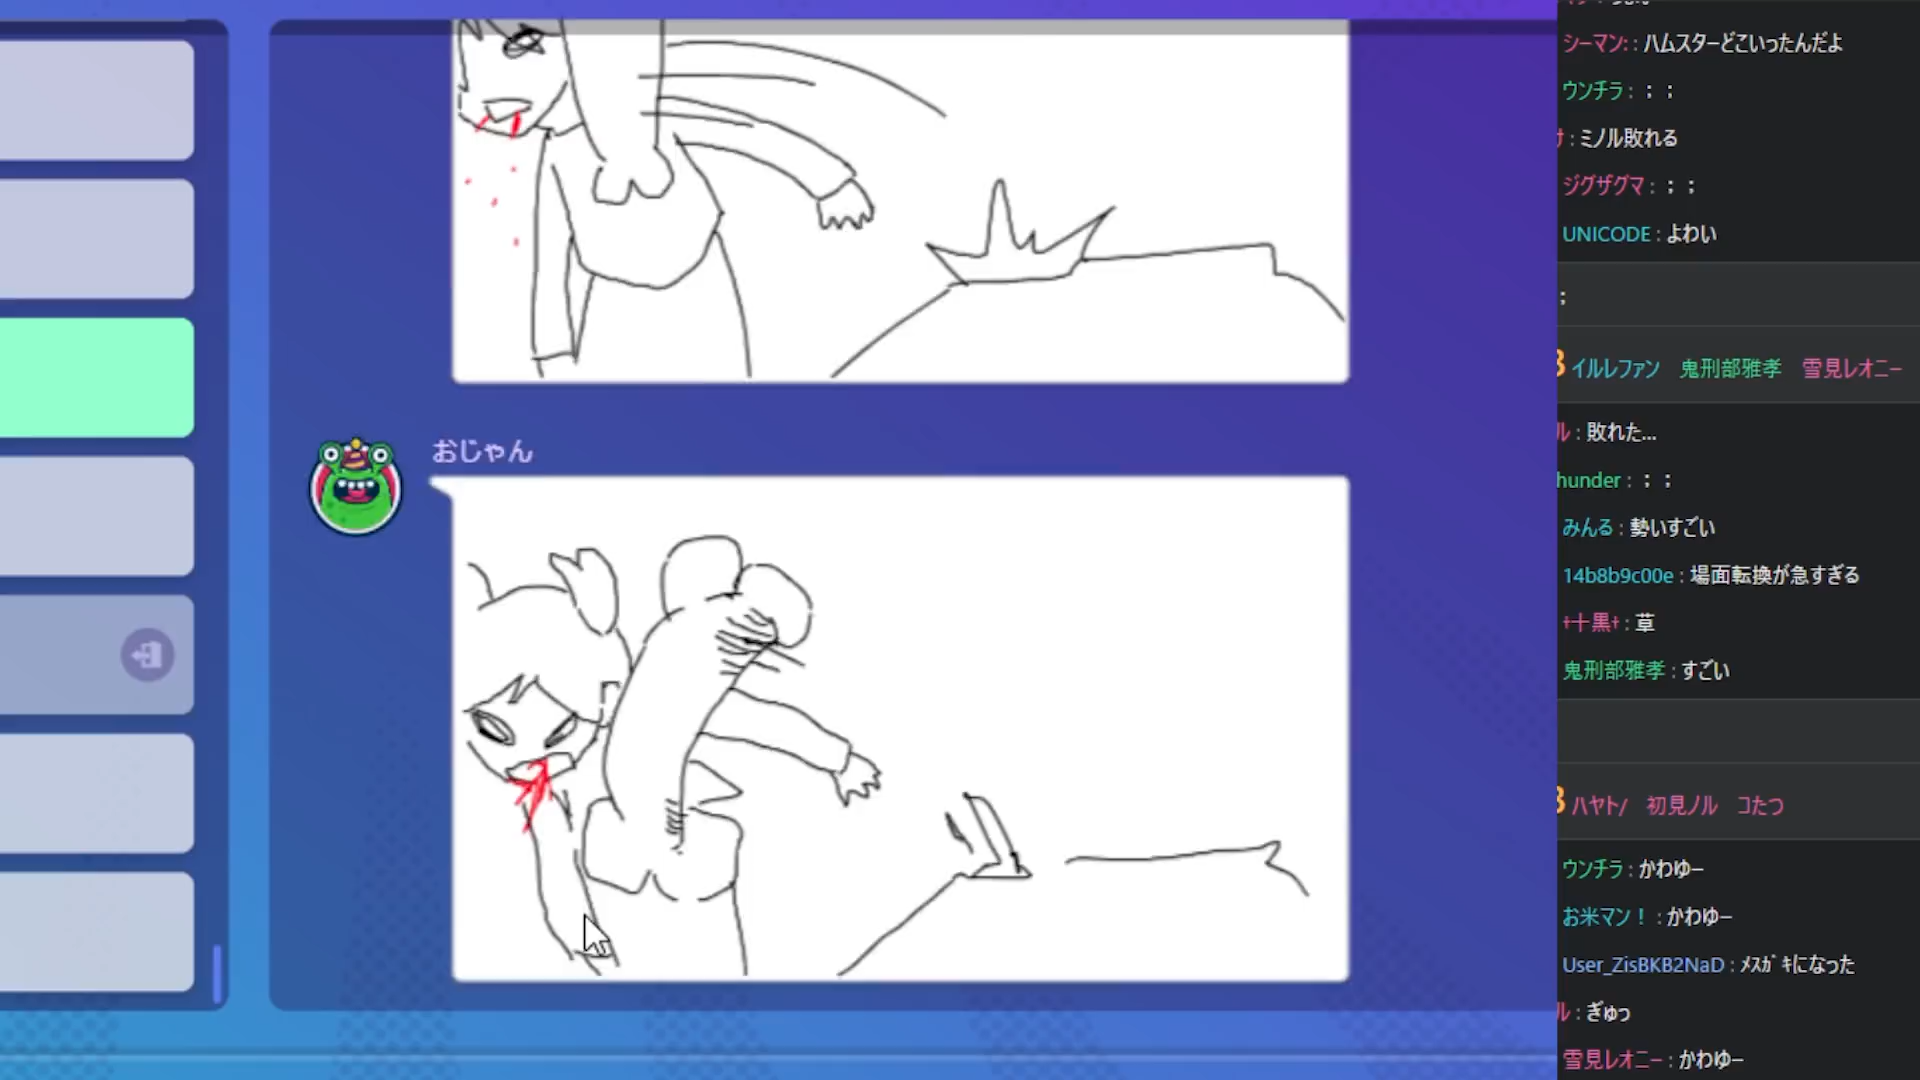 おじゃん
シーマン: : ハムスターどこいったんだよ
ウンチラ : ; ;
: ミノル敗れる
ジグザグマ : ; ;
UNICODE : よわい
;
イルレファン 鬼刑部雅孝 雪見レオニー
ル : 敗れた...
hunder : ; ;
みんる : 勢いすごい
14b8b9c00e : 場面転換が急すぎる
†十黒† : 草
鬼刑部雅孝 : すごい
ハヤト/ 初見ノル コたつ
ウンチラ : かわゆー
お米マン！ : かわゆー
User_ZisBKB2NaD : メスガキになった
ル : ぎゅっ
雪見レオニー : かわゆー